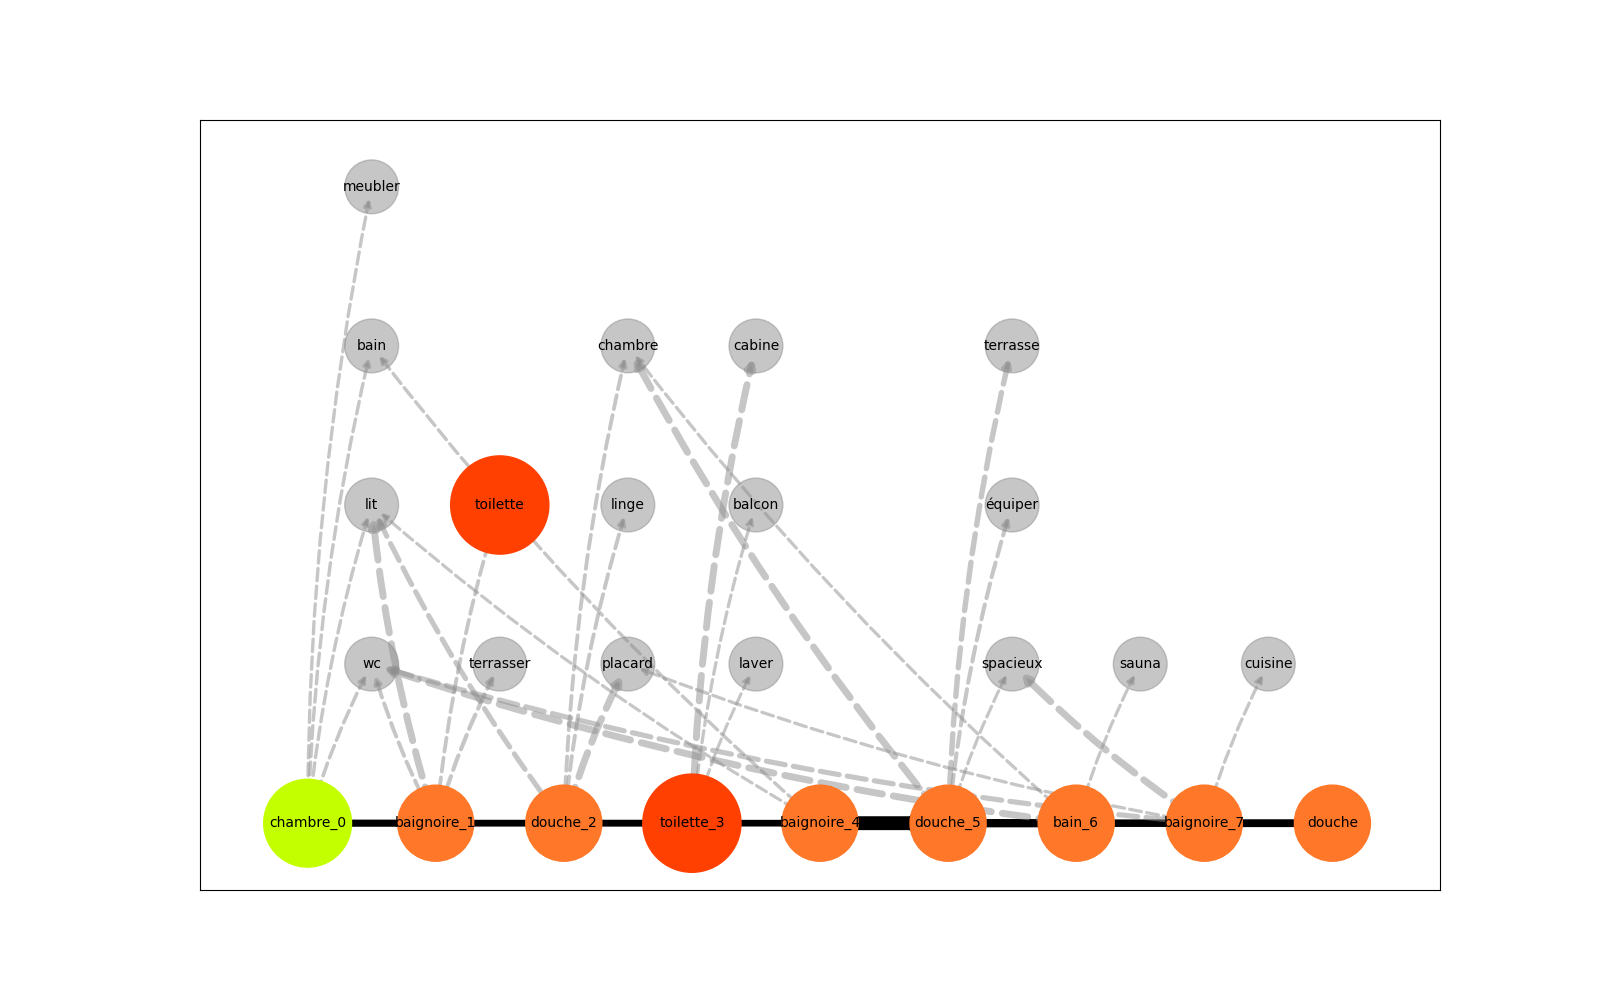 meubler
bain chambre cabine terrasse
lit toilette linge balcon équiper
wc terrasser placard laver spacieux sauna cuisine
chambre_0 baignoire_1 douche_2 toilette_3 baignoire_4 douche_5 bain_6 baignoire_7 douche